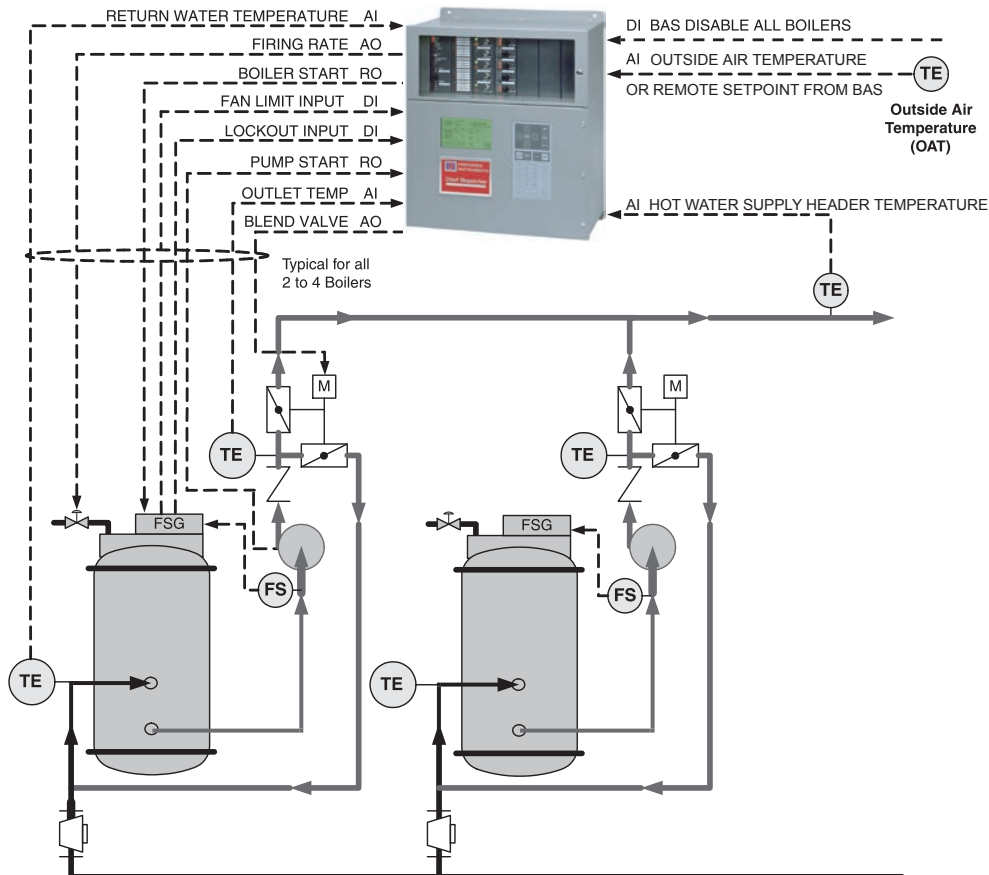 RETURN WATER TEMPERATURE AI
FIRING RATE AO
BOILER START RO
FAN LIMIT INPUT DI
LOCKOUT INPUT DI
PUMP START RO
OUTLET TEMP AI
BLEND VALVE AO
DI BAS DISABLE ALL BOILERS
AI OUTSIDE AIR TEMPERATURE
OR REMOTE SETPOINT FROM BAS
TE
Outside Air
Temperature
(OAT)
AI HOT WATER SUPPLY HEADER TEMPERATURE
Typical for all
2 to 4 Boilers
TE
M
M
TE
TE
FSG
FSG
FS
FS
TE
TE